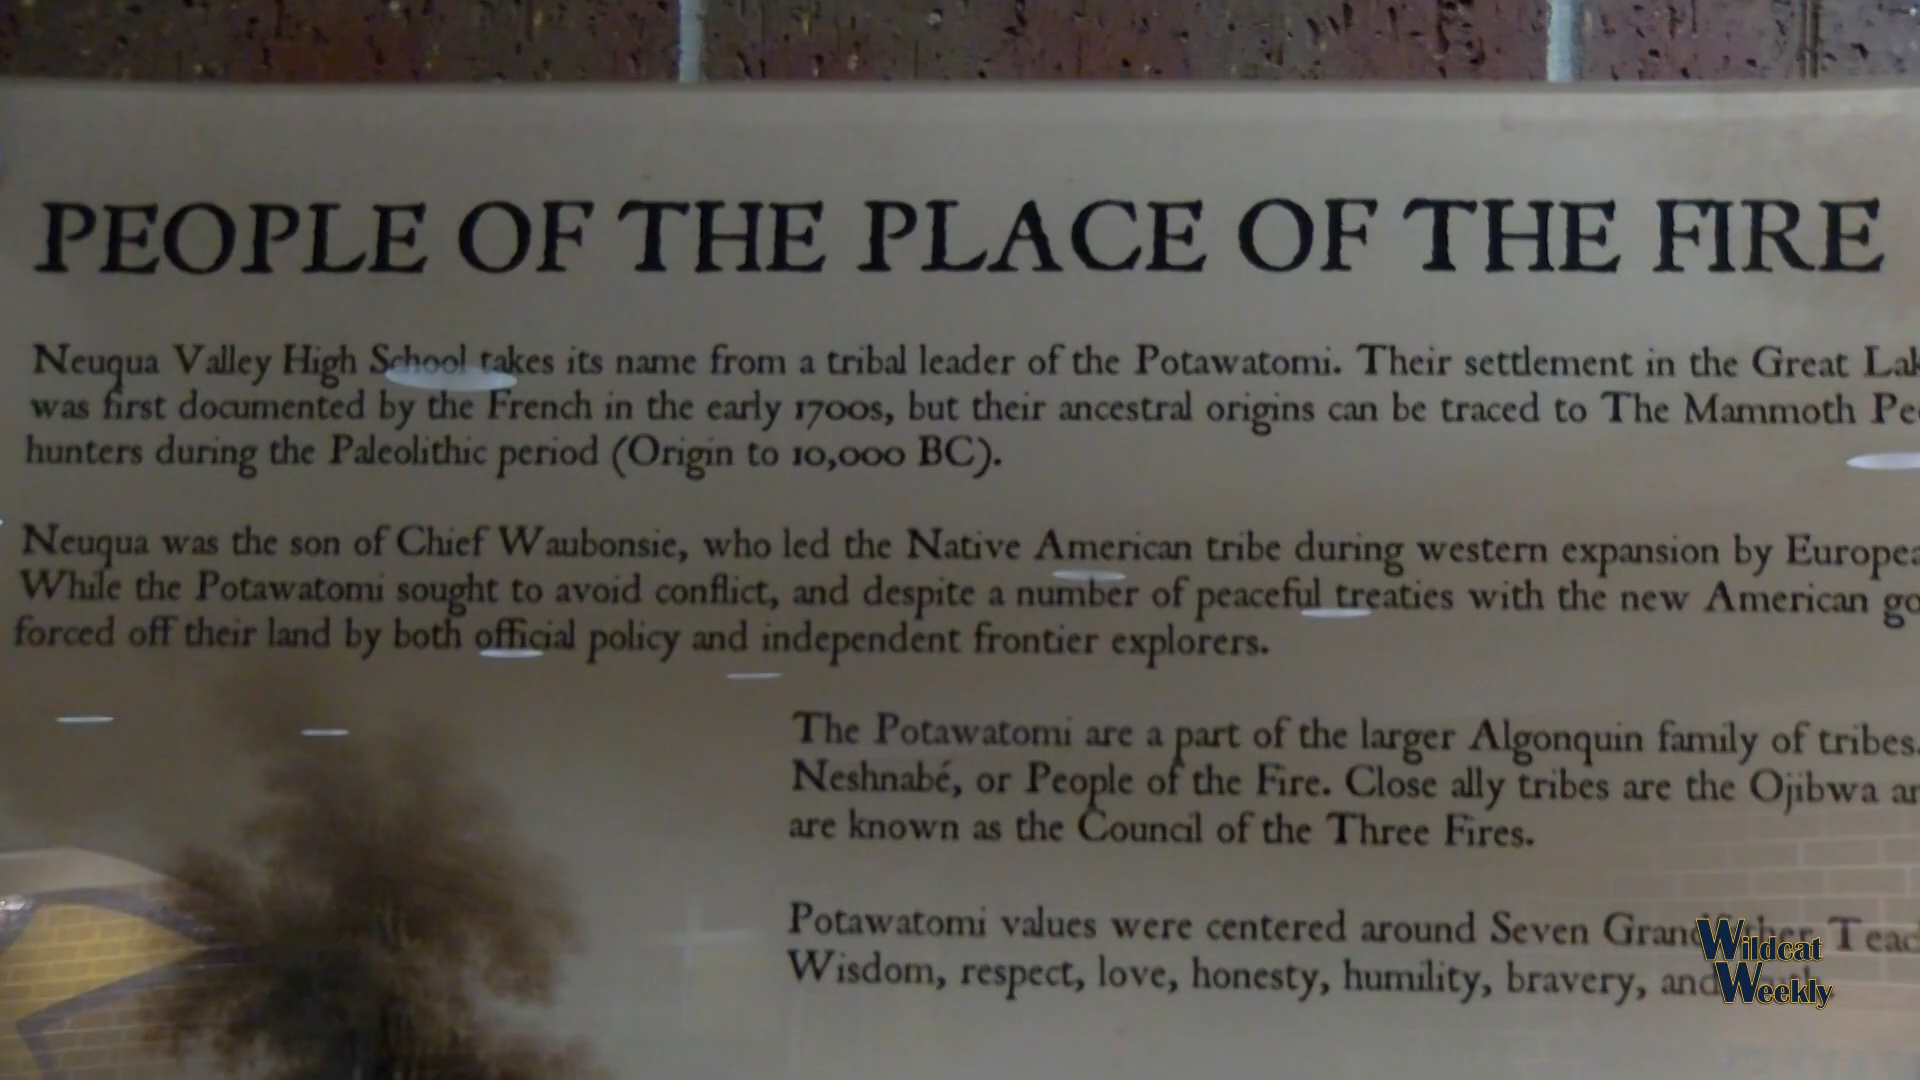 PEOPLE OF THE PLACE OF THE FIRE
Neuqua Valley High School takes its name from a tribal leader of the Potawatomi. Their settlement in the Great
was first documented by the French in the early 1700s, but their ancestral origins can be traced to The Mammoth
hunters during the Paleolithic period (Origin to 10,000 BC).
Neuqua was the son of Chief Waubonsie, who led the Native American tribe during western expansion by
While the Potawatomi sought to avoid conflict, and despite a number of peaceful treaties with the new American
forced off their land by both official policy and independent frontier explorers.
The Potawatomi are a part of the larger Algonquin family of tribes.
Neshnabé, or People of the Fire. Close ally tribes are the Ojibwa
are known as the Council of the Three Fires.
Potawatomi values were centered around Seven
Wisdom, respect, love, honesty, humility, bravery, and
Wildcat
Weekly